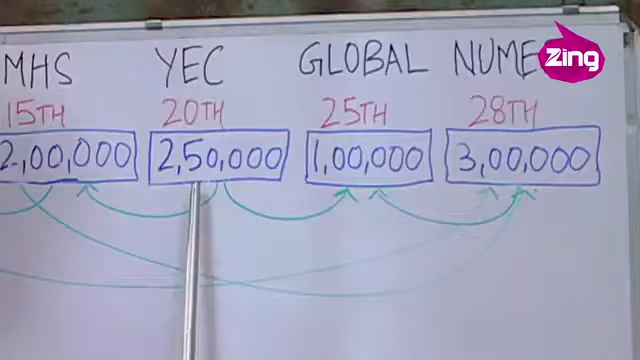 MHS YEC GLOBAL NUME
15TH 20TH 25TH 28TH
2,00,000 2,50,000 1,00,000 3,00,000
Zing